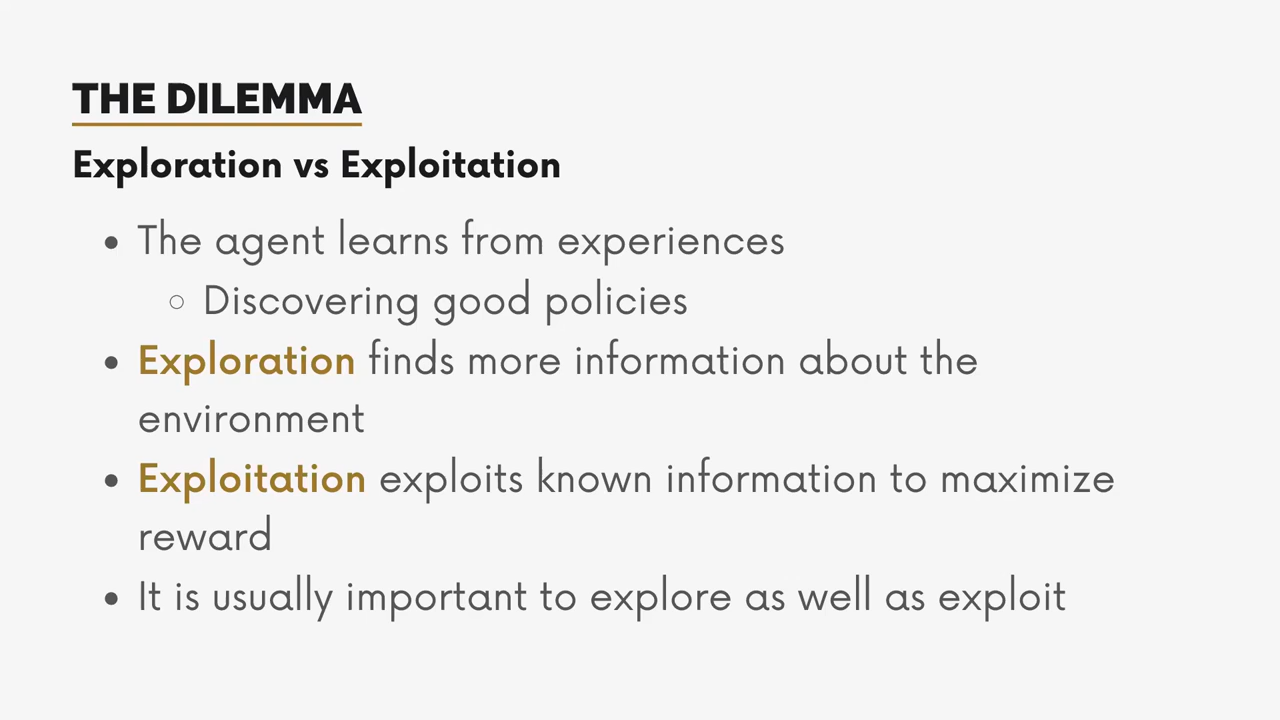 THE DILEMMA
Exploration vs Exploitation
• The agent learns from experiences
○ Discovering good policies
• Exploration finds more information about the
environment
• Exploitation exploits known information to maximize
reward
• It is usually important to explore as well as exploit